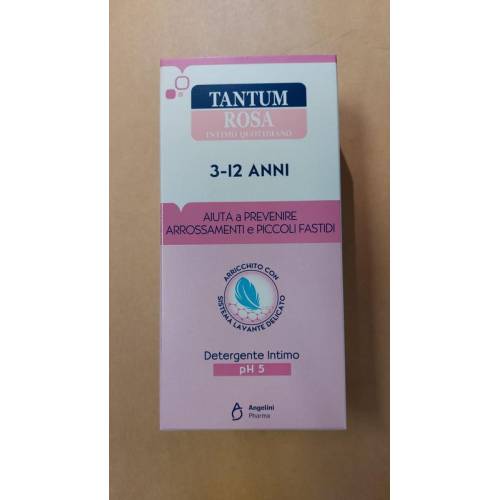 TANTUM
ROSA
INTIMO QUOTIDIANO
3-12 ANNI
AIUTA a PREVENIRE
ARROSSAMENTI e PICCOLI FASTIDI
ARRICCHITO CON
SISTEMA LAVANTE DELICATO
Detergente Intimo
pH 5
Angelini
Pharma